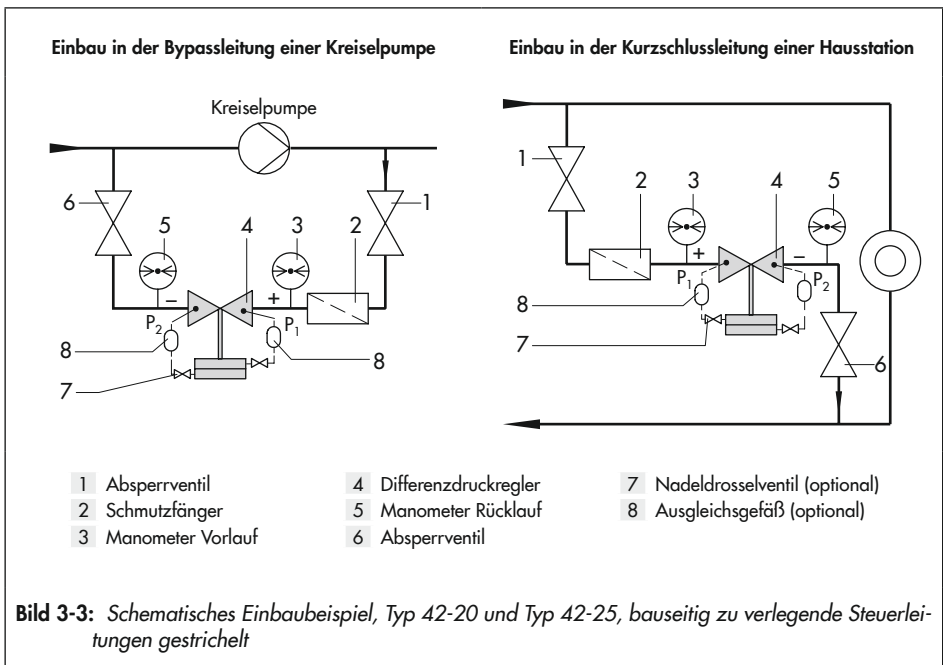 Einbau in der Bypassleitung einer Kreiselpumpe
Kreiselpumpe
6
5
4
3
2
1
–
+
P2
P1
8
8
7
Einbau in der Kurzschlussleitung einer Hausstation
1
2
3
4
5
+
–
P1
P2
8
7
6
1 Absperrventil
2 Schmutzfänger
3 Manometer Vorlauf
4 Differenzdruckregler
5 Manometer Rücklauf
6 Absperrventil
7 Nadeldrosselventil (optional)
8 Ausgleichsgefäß (optional)
Bild 3-3: Schematisches Einbaubeispiel, Typ 42-20 und Typ 42-25, bauseitig zu verlegende Steuerlei-
tungen gestrichelt